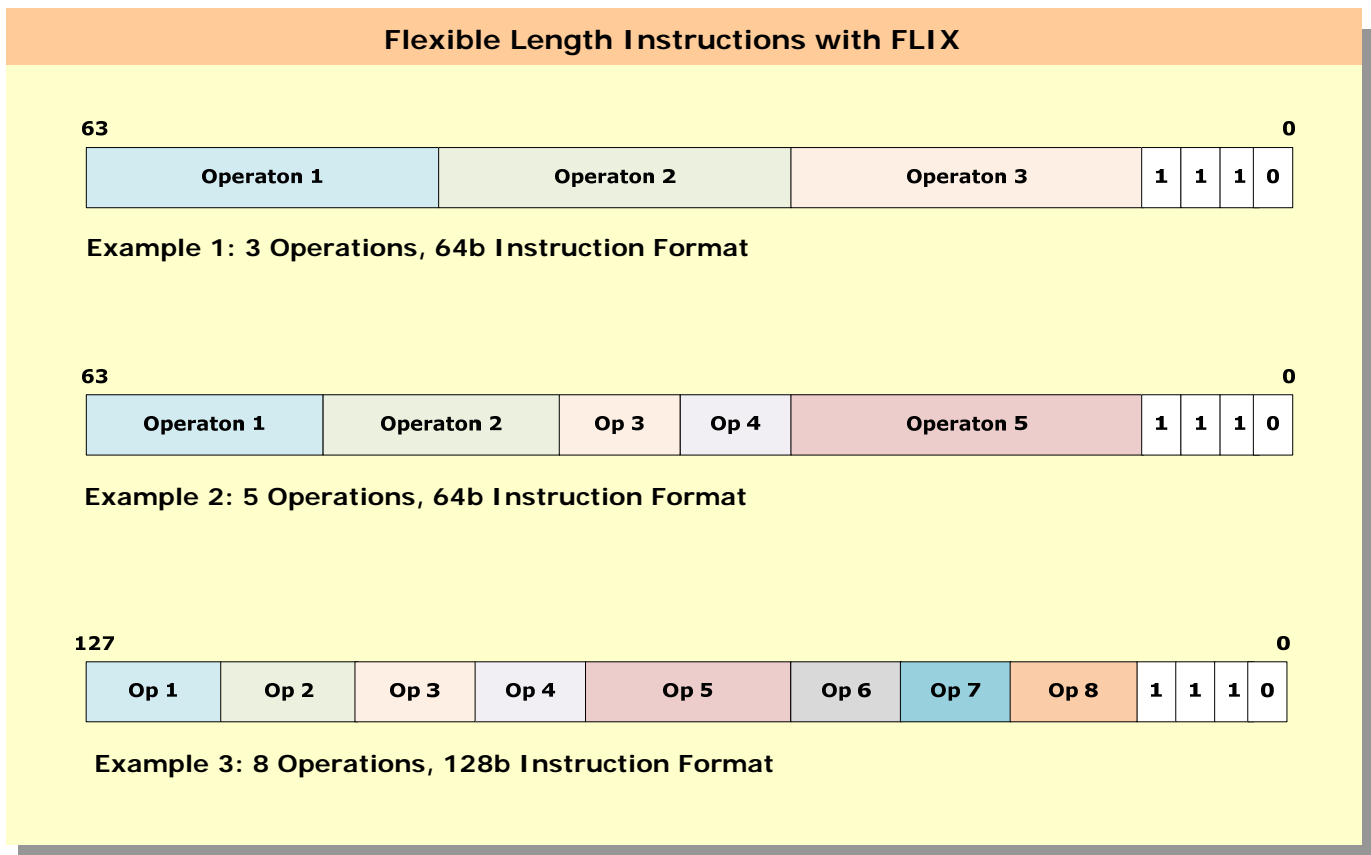 Flexible Length Instructions with FLIX
63 0
Operaton 1 Operaton 2 Operaton 3 1 1 1 0
Example 1: 3 Operations, 64b Instruction Format
63 0
Operaton 1 Operaton 2 Op 3 Op 4 Operaton 5 1 1 1 0
Example 2: 5 Operations, 64b Instruction Format
127 0
Op 1 Op 2 Op 3 Op 4 Op 5 Op 6 Op 7 Op 8 1 1 1 0
Example 3: 8 Operations, 128b Instruction Format